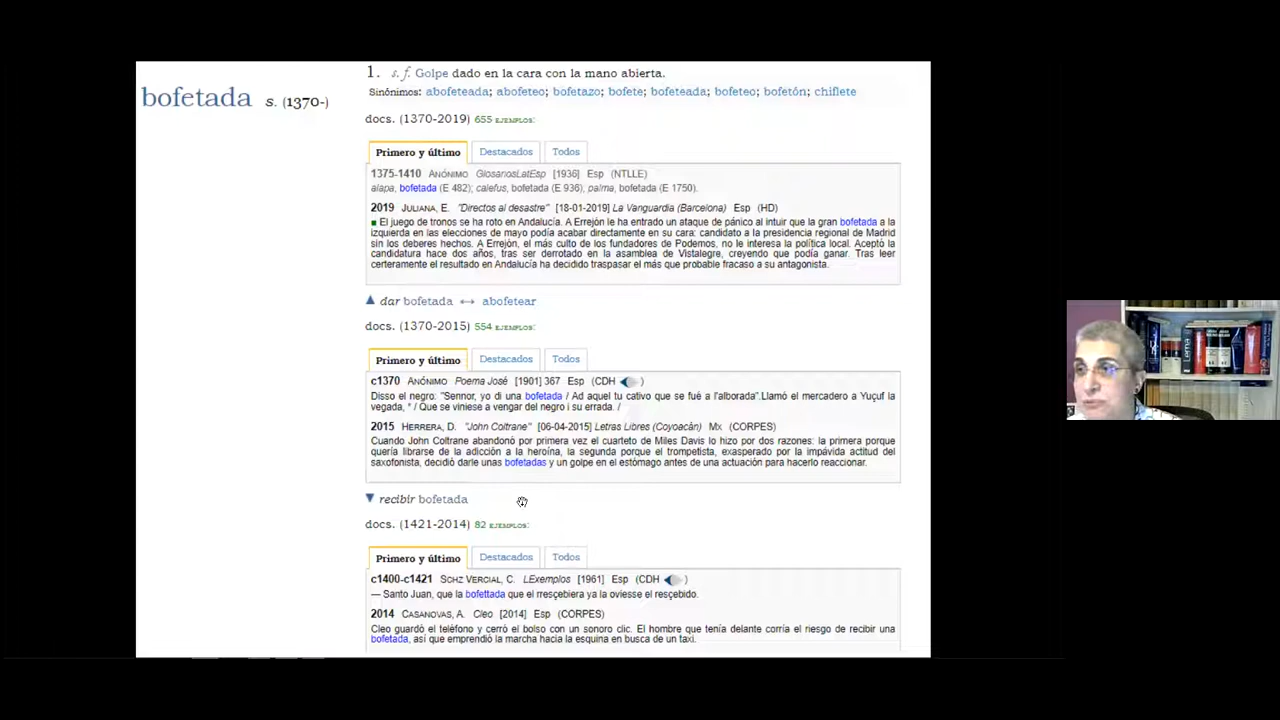 bofetada s. (1370-)
1. s. f. Golpe dado en la cara con la mano abierta.
Sinónimos: abofeteada; abofeteo; bofetazo; bofete; bofeteada; bofeteo; bofetón; chiflete
docs. (1370-2019) 655 EJEMPLOS:
Primero y último Destacados Todos
1375-1410 ANÓNIMO GlosariosLatEsp [1936] Esp (NTLLE)
alapa, bofetada (E 482); calefus, bofetada (E 936); palma, bofetada (E 1750).
2019 JULIANA, E. "Directos al desastre" [18-01-2019] La Vanguardia (Barcelona) Esp (HD)
El juego de tronos se ha roto en Andalucía. A Errejón le ha entrado un ataque de pánico al intuir que la gran bofetada a la
izquierda en las elecciones de mayo podía acabar directamente en su cara: candidato a la presidencia regional de Madrid
sin los deberes hechos. A Errejón, el más culto de los fundadores de Podemos, no le interesa la política local. Aceptó la
candidatura hace dos años, tras ser derrotado en la asamblea de Vistalegre, creyendo que podía ganar. Tras leer
certeramente el resultado en Andalucía ha decidido traspasar el más que probable fracaso a su antagonista.
▲ dar bofetada ↔ abofetear
docs. (1370-2015) 554 EJEMPLOS:
Primero y último Destacados Todos
c1370 ANÓNIMO Poema José [1901] 367 Esp (CDH )
Disso el negro: "Sennor, yo di una bofetada / Ad aquel tu cativo que se fué a l'alborada".Llamó el mercadero a Yuçuf la
vegada, * / Que se viniese a vengar del negro i su errada. /
2015 HERRERA, D. "John Coltrane" [06-04-2015] Letras Libres (Coyoacán) Mx (CORPES)
Cuando John Coltrane abandonó por primera vez el cuarteto de Miles Davis lo hizo por dos razones: la primera porque
quería librarse de la adicción a la heroína, la segunda porque el trompetista, exasperado por la impávida actitud del
saxofonista, decidió darle unas bofetadas y un golpe en el estómago antes de una actuación para hacerlo reaccionar.
▼ recibir bofetada
docs. (1421-2014) 82 EJEMPLOS:
Primero y último Destacados Todos
c1400-c1421 SCHZ VERCIAL, C. LExemplos [1961] Esp (CDH )
— Santo Juan, que la bofettada que el rresçebiera ya la oviesse el resçebido.
2014 CASANOVAS, A. Cleo [2014] Esp (CORPES)
Cleo guardó el teléfono y cerró el bolso con un sonoro clic. El hombre que tenía delante corría el riesgo de recibir una
bofetada, así que emprendió la marcha hacia la esquina en busca de un taxi.